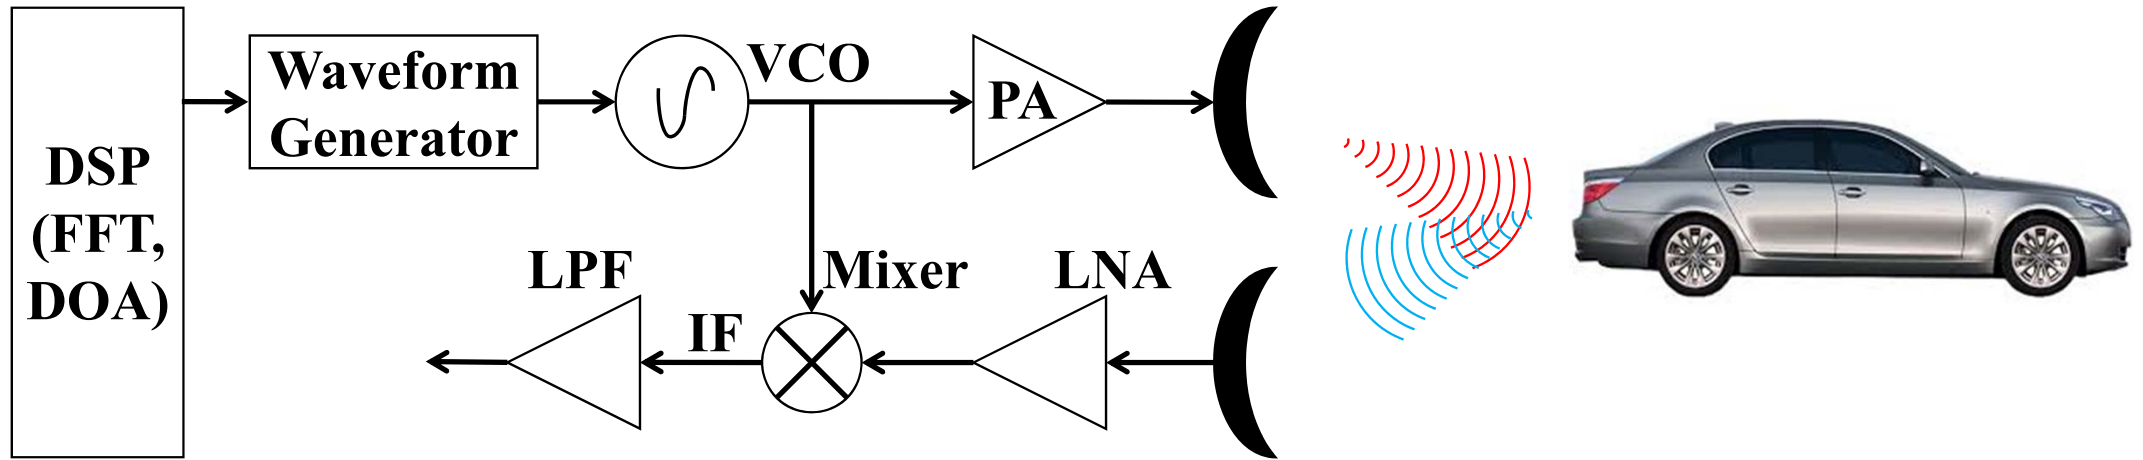 DSP
(FFT,
DOA)
Waveform
Generator
VCO
PA
LPF
IF
Mixer
LNA